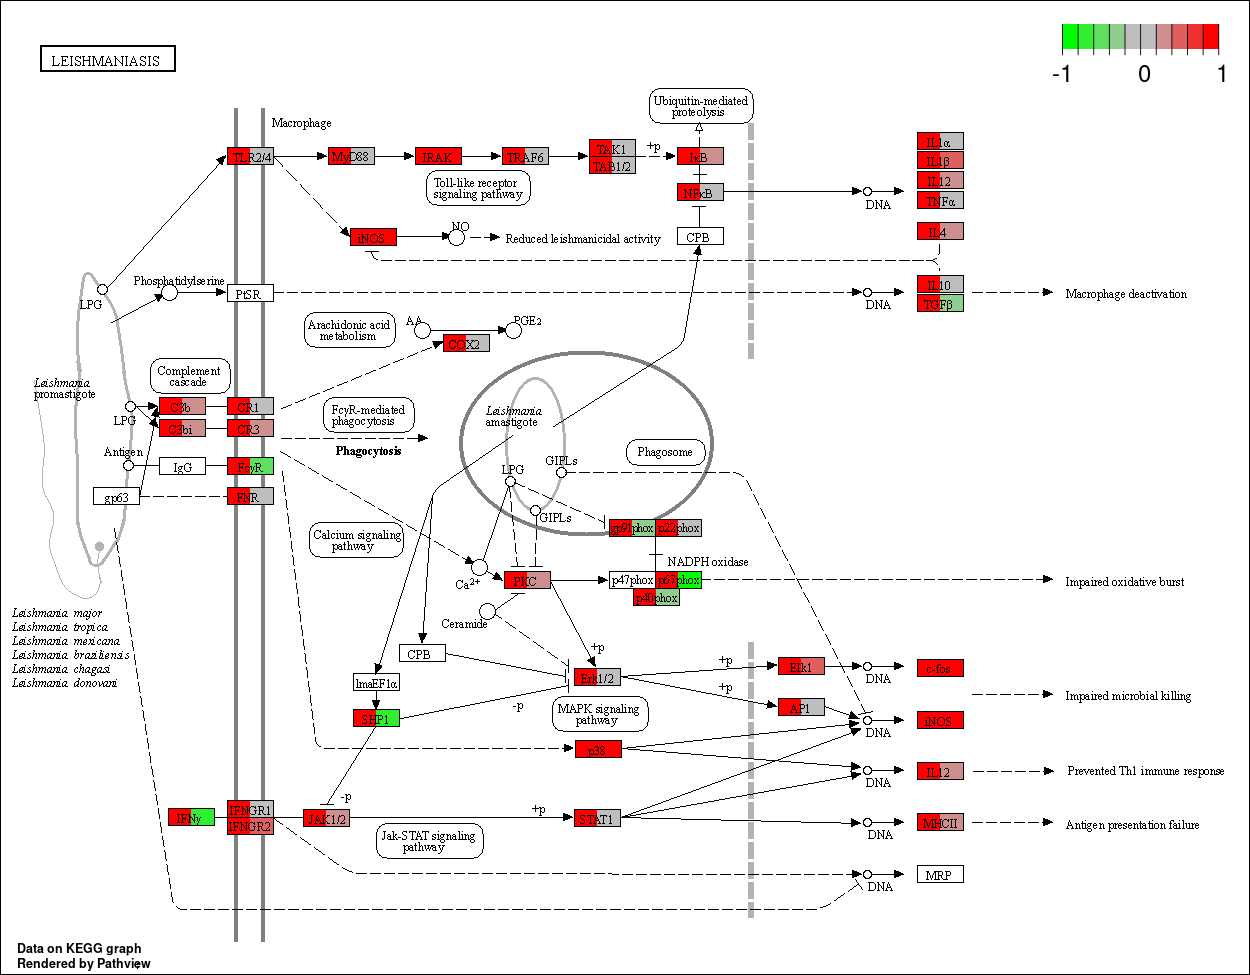 LEISHMANIASIS
-1 0 1
Macrophage
Ubiquitin-mediated
proteolysis
TLR2/4
MyD88
IRAK
TRAF6
TAK1
TAB1/2
+p
IκB
NFκB
CPB
DNA
IL1α
IL1β
IL12
TNFα
IL4
Toll-like receptor
signaling pathway
iNOS
NO
Reduced leishmanicidal activity
Phosphatidylserine
LPG
PtSR
DNA
IL10
TGFβ
Macrophage deactivation
Arachidonic acid
metabolism
AA
PGE2
COX2
Leishmania
promastigote
Complement
cascade
C3b
CR1
LPG
C3bi
CR3
FcγR-mediated
phagocytosis
Phagocytosis
Antigen
IgG
FcγR
gp63
FNR
Leishmania
amastigote
Phagosome
LPG
GIPLs
GIPLs
gp91phox
p22phox
NADPH oxidase
p47phox
p67phox
p40phox
Impaired oxidative burst
Calcium signaling
pathway
Ca2+
PKC
Ceramide
Leishmania major
Leishmania tropica
Leishmania mexicana
Leishmania braziliensis
Leishmania chagasi
Leishmania donovani
CPB
lmaEF1α
SHP1
+p
Erk1/2
-p
MAPK signaling
pathway
+p
+p
Elk1
AP1
DNA
c-fos
DNA
iNOS
Impaired microbial killing
p38
DNA
IL12
Prevented Th1 immune response
IFNγ
IFNGR1
IFNGR2
-p
JAK1/2
Jak-STAT signaling
pathway
+p
STAT1
DNA
MHCII
Antigen presentation failure
DNA
MRP
Data on KEGG graph
Rendered by Pathview